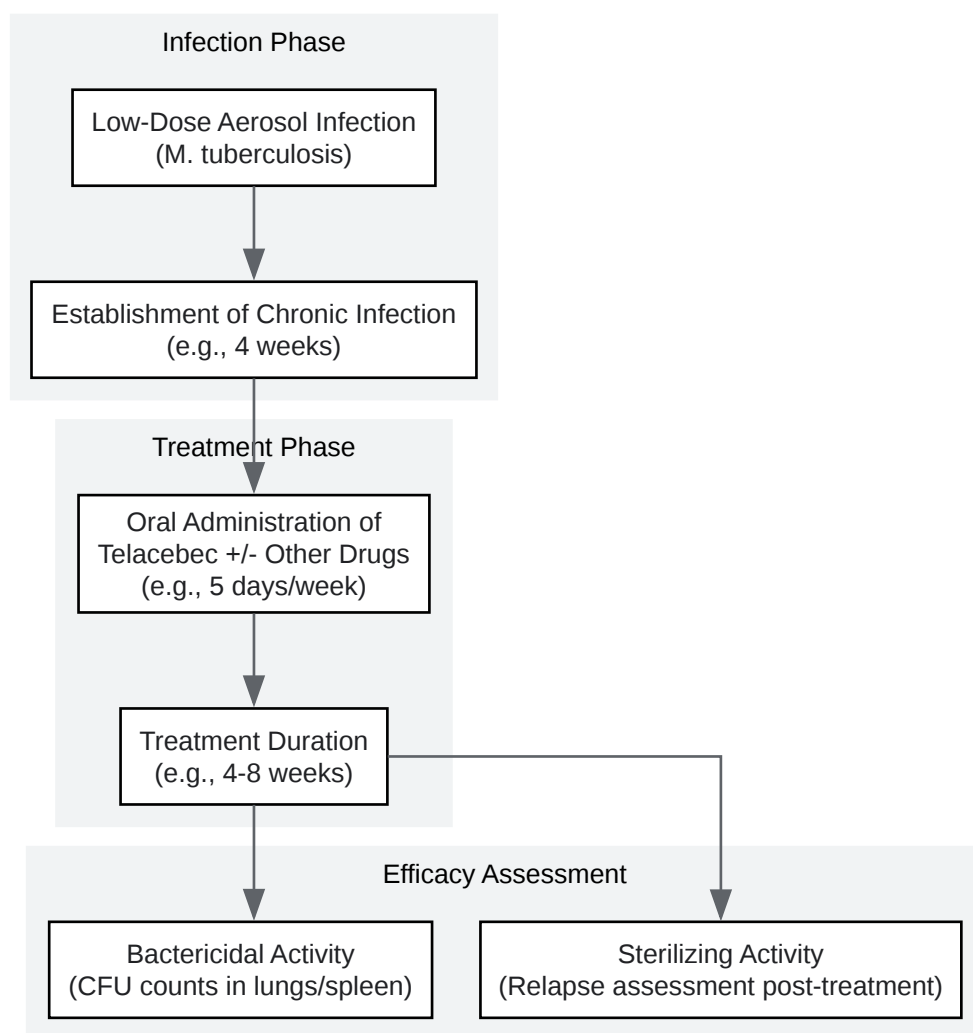 Infection Phase
Low-Dose Aerosol Infection
(M. tuberculosis)
Establishment of Chronic Infection
(e.g., 4 weeks)
Treatment Phase
Oral Administration of
Telacebec +/- Other Drugs
(e.g., 5 days/week)
Treatment Duration
(e.g., 4-8 weeks)
Efficacy Assessment
Bactericidal Activity
(CFU counts in lungs/spleen)
Sterilizing Activity
(Relapse assessment post-treatment)